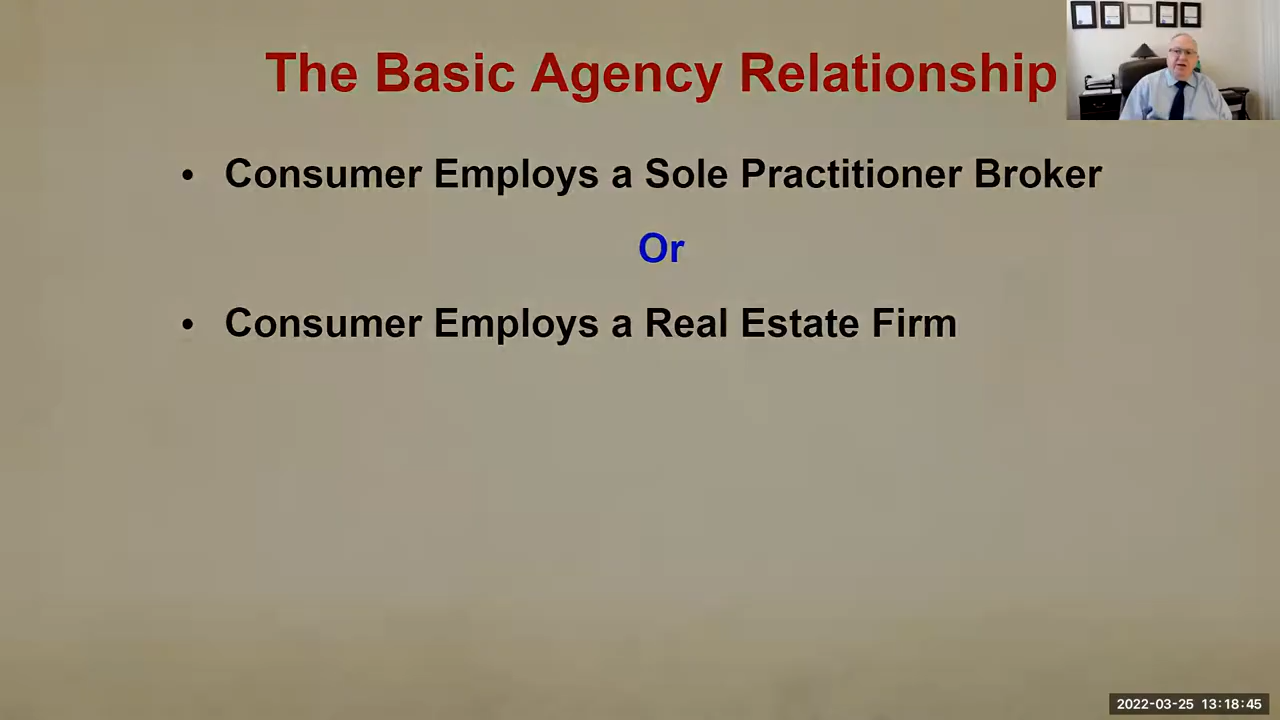 The Basic Agency Relationship
• Consumer Employs a Sole Practitioner Broker
Or
• Consumer Employs a Real Estate Firm
2022-03-25 13:18:45